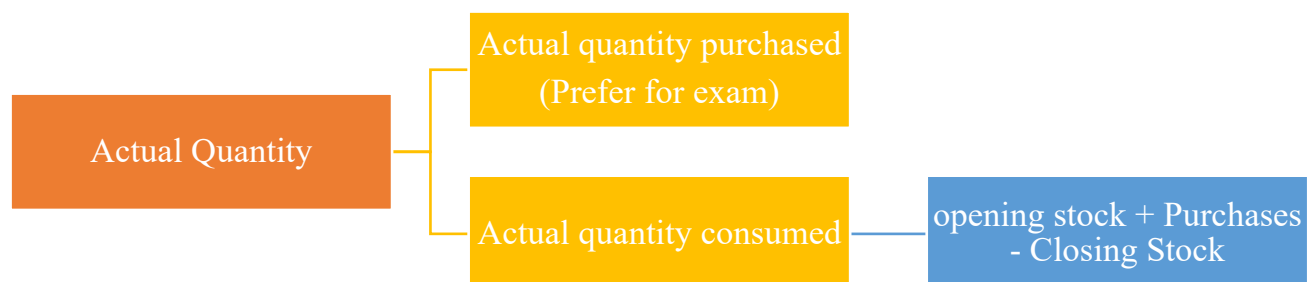 Actual quantity purchased
(Prefer for exam)
Actual Quantity
Actual quantity consumed
opening stock + Purchases
- Closing Stock